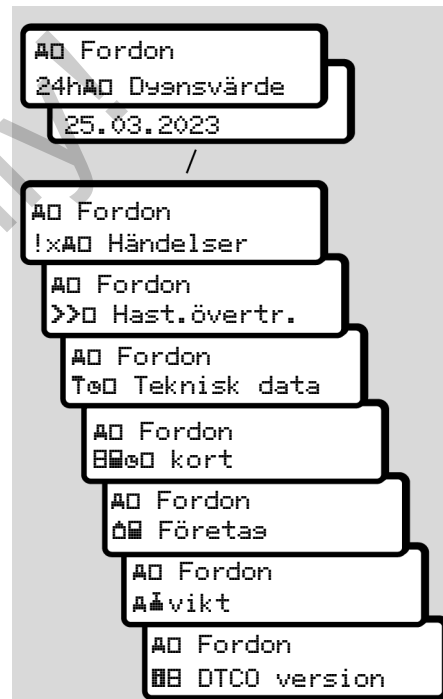 Fordon
24h Dygnsvärde
25.03.2023
/
Fordon
!x Händelser
Fordon
>> Hast.övertr.
Fordon
Teknisk data
Fordon
kort
Fordon
Företag
Fordon
vikt
Fordon
DTCO version